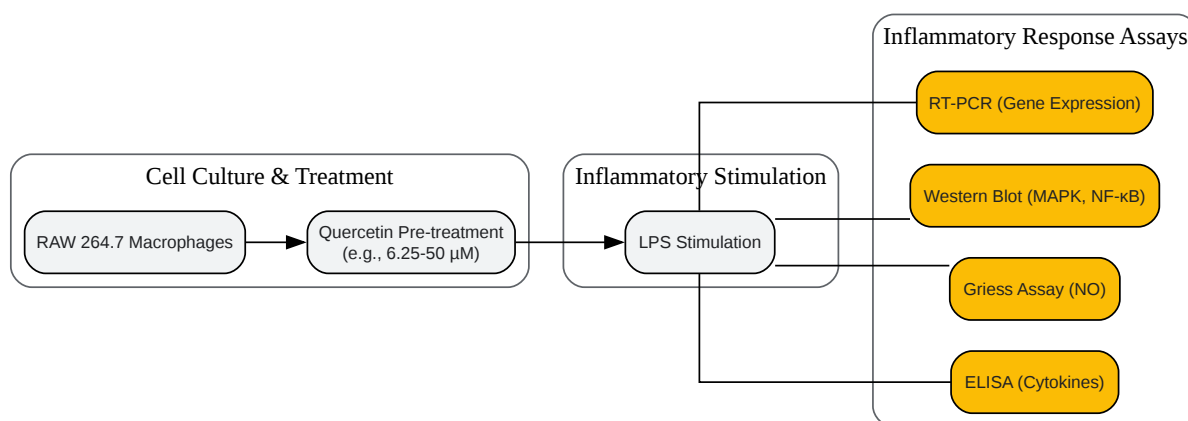 Cell Culture & Treatment
RAW 264.7 Macrophages
Quercetin Pre-treatment
(e.g., 6.25-50 µM)
Inflammatory Stimulation
LPS Stimulation
Inflammatory Response Assays
RT-PCR (Gene Expression)
Western Blot (MAPK, NF-κB)
Griess Assay (NO)
ELISA (Cytokines)